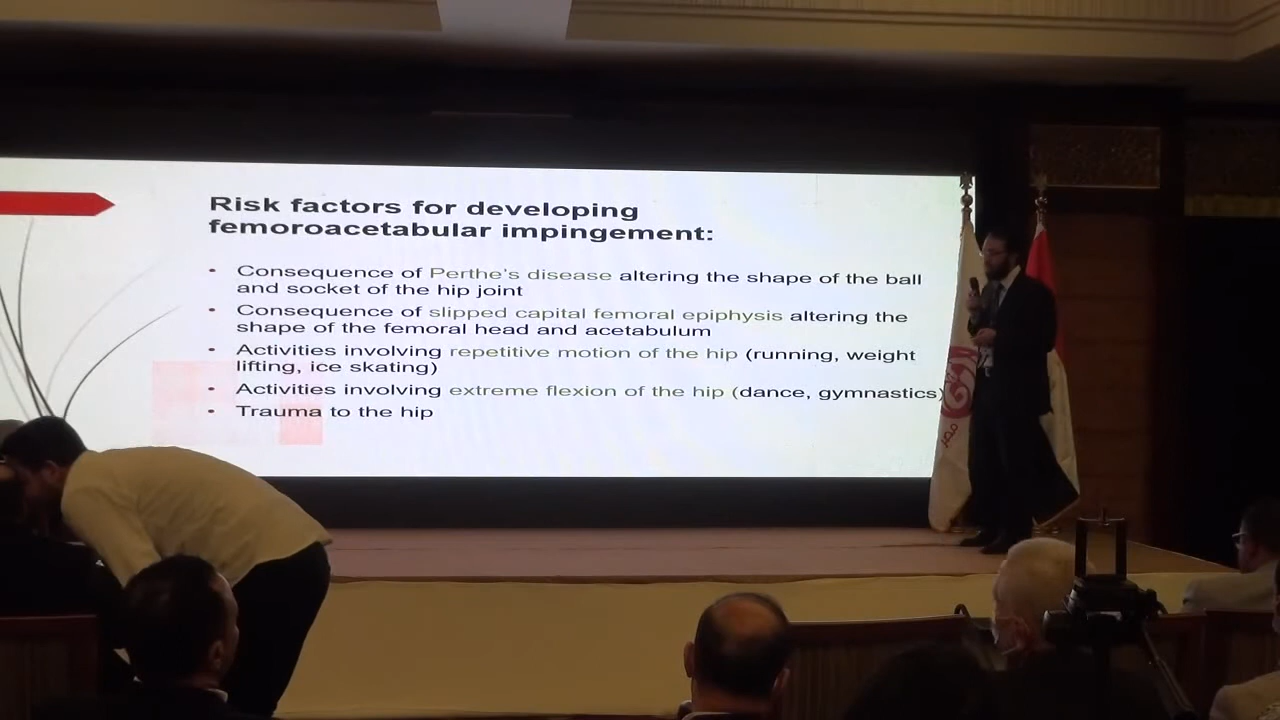 Risk factors for developing
femoroacetabular impingement:
• Consequence of Perthe's disease altering the shape of the ball
and socket of the hip joint
• Consequence of slipped capital femoral epiphysis altering the
shape of the femoral head and acetabulum
• Activities involving repetitive motion of the hip (running, weight
lifting, ice skating)
• Activities involving extreme flexion of the hip (dance, gymnastics)
• Trauma to the hip
مصر